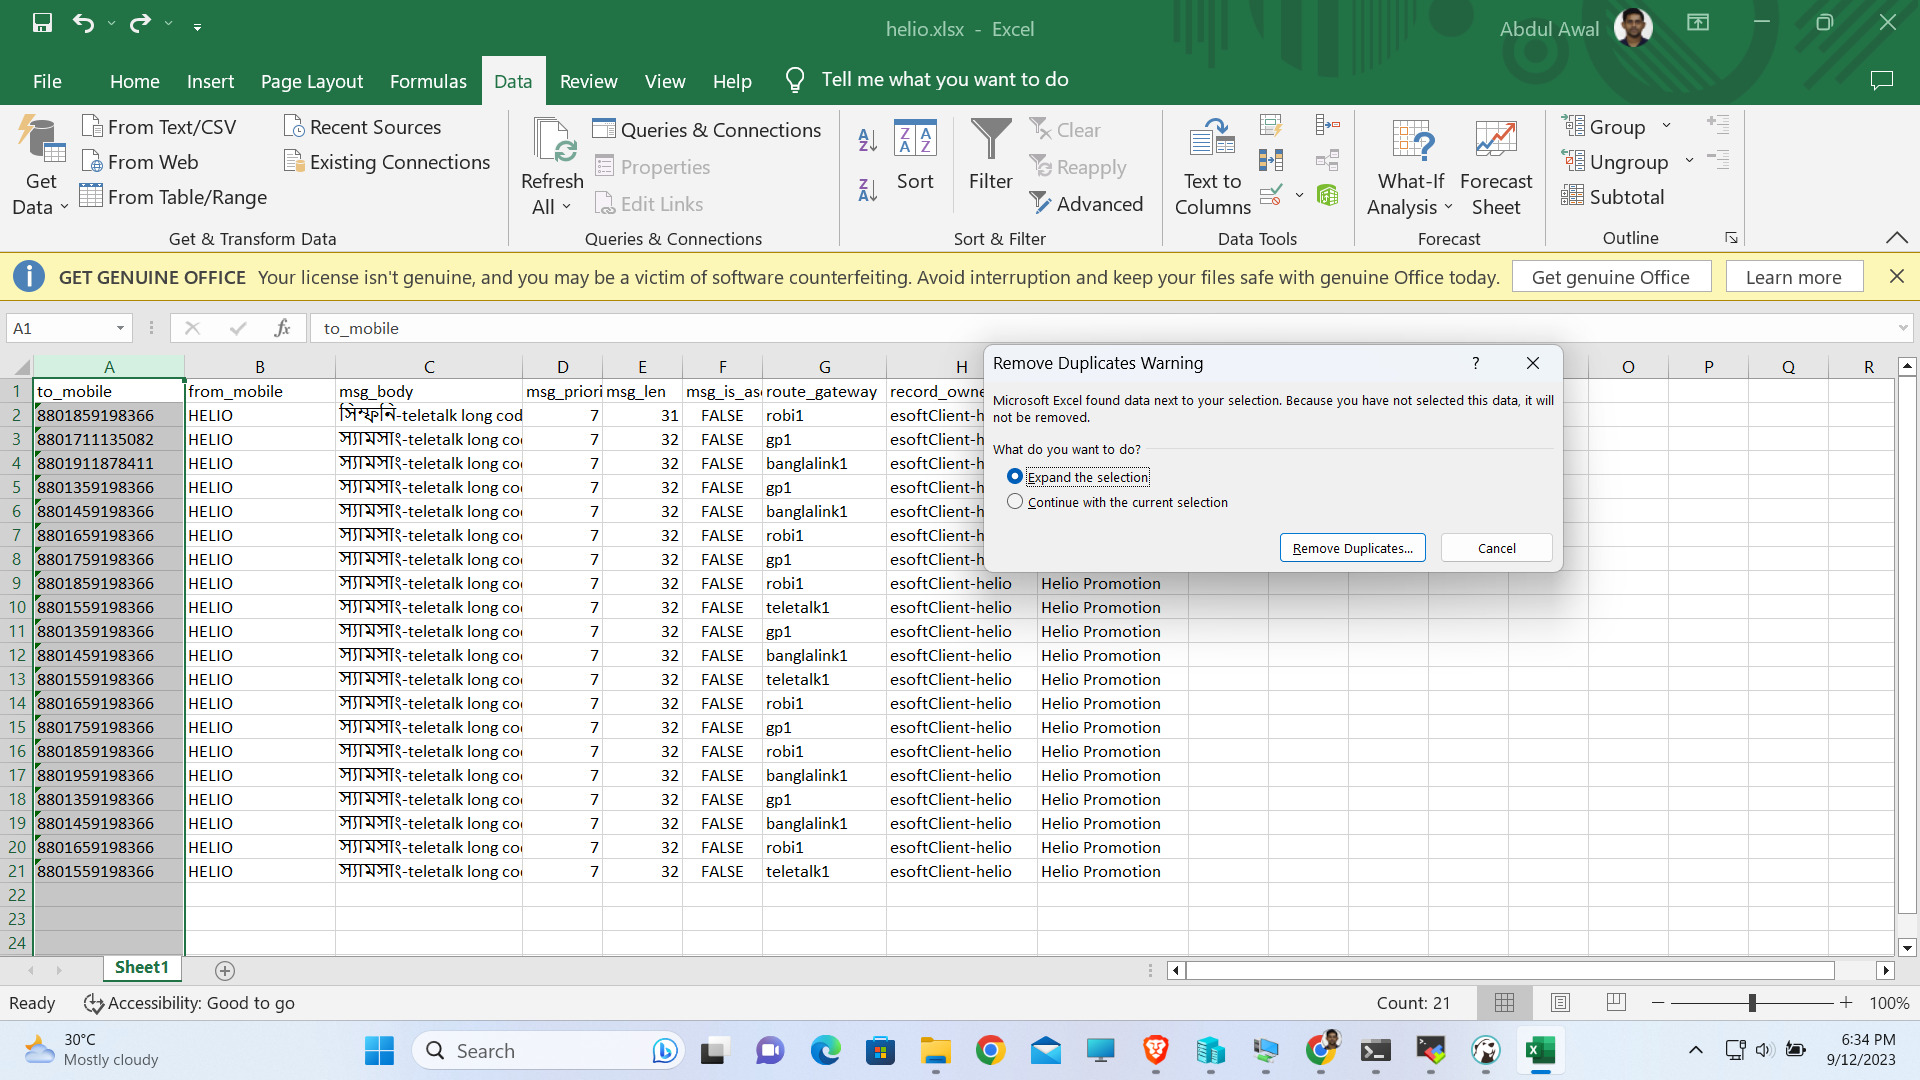 helio.xlsx - Excel
Abdul Awal
File Home Insert Page Layout Formulas Data Review View Help Tell me what you want to do
Get Data
From Text/CSV
From Web
From Table/Range
Recent Sources
Existing Connections
Get & Transform Data
Refresh All
Queries & Connections
Properties
Edit Links
Queries & Connections
Sort
Filter
Clear
Reapply
Advanced
Sort & Filter
Text to Columns
Data Tools
What-If Analysis
Forecast Sheet
Forecast
Group
Ungroup
Subtotal
Outline
GET GENUINE OFFICE Your license isn't genuine, and you may be a victim of software counterfeiting. Avoid interruption and keep your files safe with genuine Office today. Get genuine Office Learn more
A1 fx to_mobile
A B C D E F G H O P Q R
1 to_mobile from_mobile msg_body msg_priori msg_len msg_is_asc route_gateway record_owne
2 8801859198366 HELIO সিম্ফনি-teletalk long cod 7 31 FALSE robi1 esoftClient-h
3 8801711135082 HELIO স্যামসাং-teletalk long co 7 32 FALSE gp1 esoftClient-h
4 8801911878411 HELIO স্যামসাং-teletalk long co 7 32 FALSE banglalink1 esoftClient-h
5 8801359198366 HELIO স্যামসাং-teletalk long co 7 32 FALSE gp1 esoftClient-h
6 8801459198366 HELIO স্যামসাং-teletalk long co 7 32 FALSE banglalink1 esoftClient-h
7 8801659198366 HELIO স্যামসাং-teletalk long co 7 32 FALSE robi1 esoftClient-h
8 8801759198366 HELIO স্যামসাং-teletalk long co 7 32 FALSE gp1 esoftClient-h
9 8801859198366 HELIO স্যামসাং-teletalk long co 7 32 FALSE robi1 esoftClient-helio Helio Promotion
10 8801559198366 HELIO স্যামসাং-teletalk long co 7 32 FALSE teletalk1 esoftClient-helio Helio Promotion
11 8801359198366 HELIO স্যামসাং-teletalk long co 7 32 FALSE gp1 esoftClient-helio Helio Promotion
12 8801459198366 HELIO স্যামসাং-teletalk long co 7 32 FALSE banglalink1 esoftClient-helio Helio Promotion
13 8801559198366 HELIO স্যামসাং-teletalk long co 7 32 FALSE teletalk1 esoftClient-helio Helio Promotion
14 8801659198366 HELIO স্যামসাং-teletalk long co 7 32 FALSE robi1 esoftClient-helio Helio Promotion
15 8801759198366 HELIO স্যামসাং-teletalk long co 7 32 FALSE gp1 esoftClient-helio Helio Promotion
16 8801859198366 HELIO স্যামসাং-teletalk long co 7 32 FALSE robi1 esoftClient-helio Helio Promotion
17 8801959198366 HELIO স্যামসাং-teletalk long co 7 32 FALSE banglalink1 esoftClient-helio Helio Promotion
18 8801359198366 HELIO স্যামসাং-teletalk long co 7 32 FALSE gp1 esoftClient-helio Helio Promotion
19 8801459198366 HELIO স্যামসাং-teletalk long co 7 32 FALSE banglalink1 esoftClient-helio Helio Promotion
20 8801659198366 HELIO স্যামসাং-teletalk long co 7 32 FALSE robi1 esoftClient-helio Helio Promotion
21 8801559198366 HELIO স্যামসাং-teletalk long co 7 32 FALSE teletalk1 esoftClient-helio Helio Promotion
22
23
24
Remove Duplicates Warning ?
Microsoft Excel found data next to your selection. Because you have not selected this data, it will
not be removed.
What do you want to do?
Expand the selection
Continue with the current selection
Remove Duplicates... Cancel
Sheet1
Ready Accessibility: Good to go Count: 21 100%
30°C
Mostly cloudy
Search
6:34 PM
9/12/2023